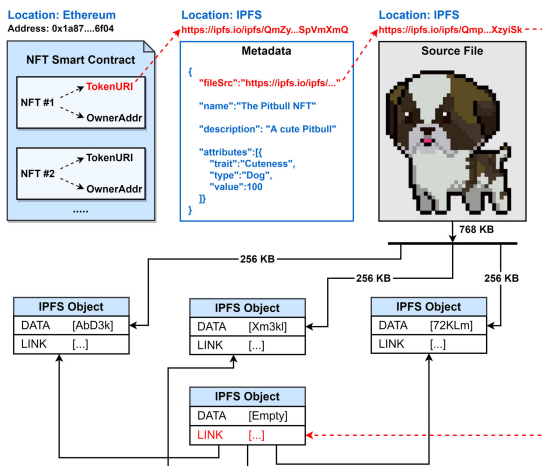 Location: Ethereum
Address: 0x1a87....6f04
NFT Smart Contract
NFT #1
TokenURI
OwnerAddr
NFT #2
TokenURI
OwnerAddr
.....
Location: IPFS
https://ipfs.io/ipfs/QmZy...SpVmXmQ
Metadata
{
"fileSrc":"https://ipfs.io/ipfs/..."
"name":"The Pitbull NFT"
"description": "A cute Pitbull"
"attributes":[{
"trait":"Cuteness",
"type":"Dog",
"value":100
]}
}
Location: IPFS
https://ipfs.io/ipfs/Qmp...XzyiSk
Source File
768 KB
256 KB
256 KB
256 KB
IPFS Object
DATA [AbD3k]
LINK [...]
IPFS Object
DATA [Xm3kl]
LINK [...]
IPFS Object
DATA [72KLm]
LINK [...]
IPFS Object
DATA [Empty]
LINK [...]